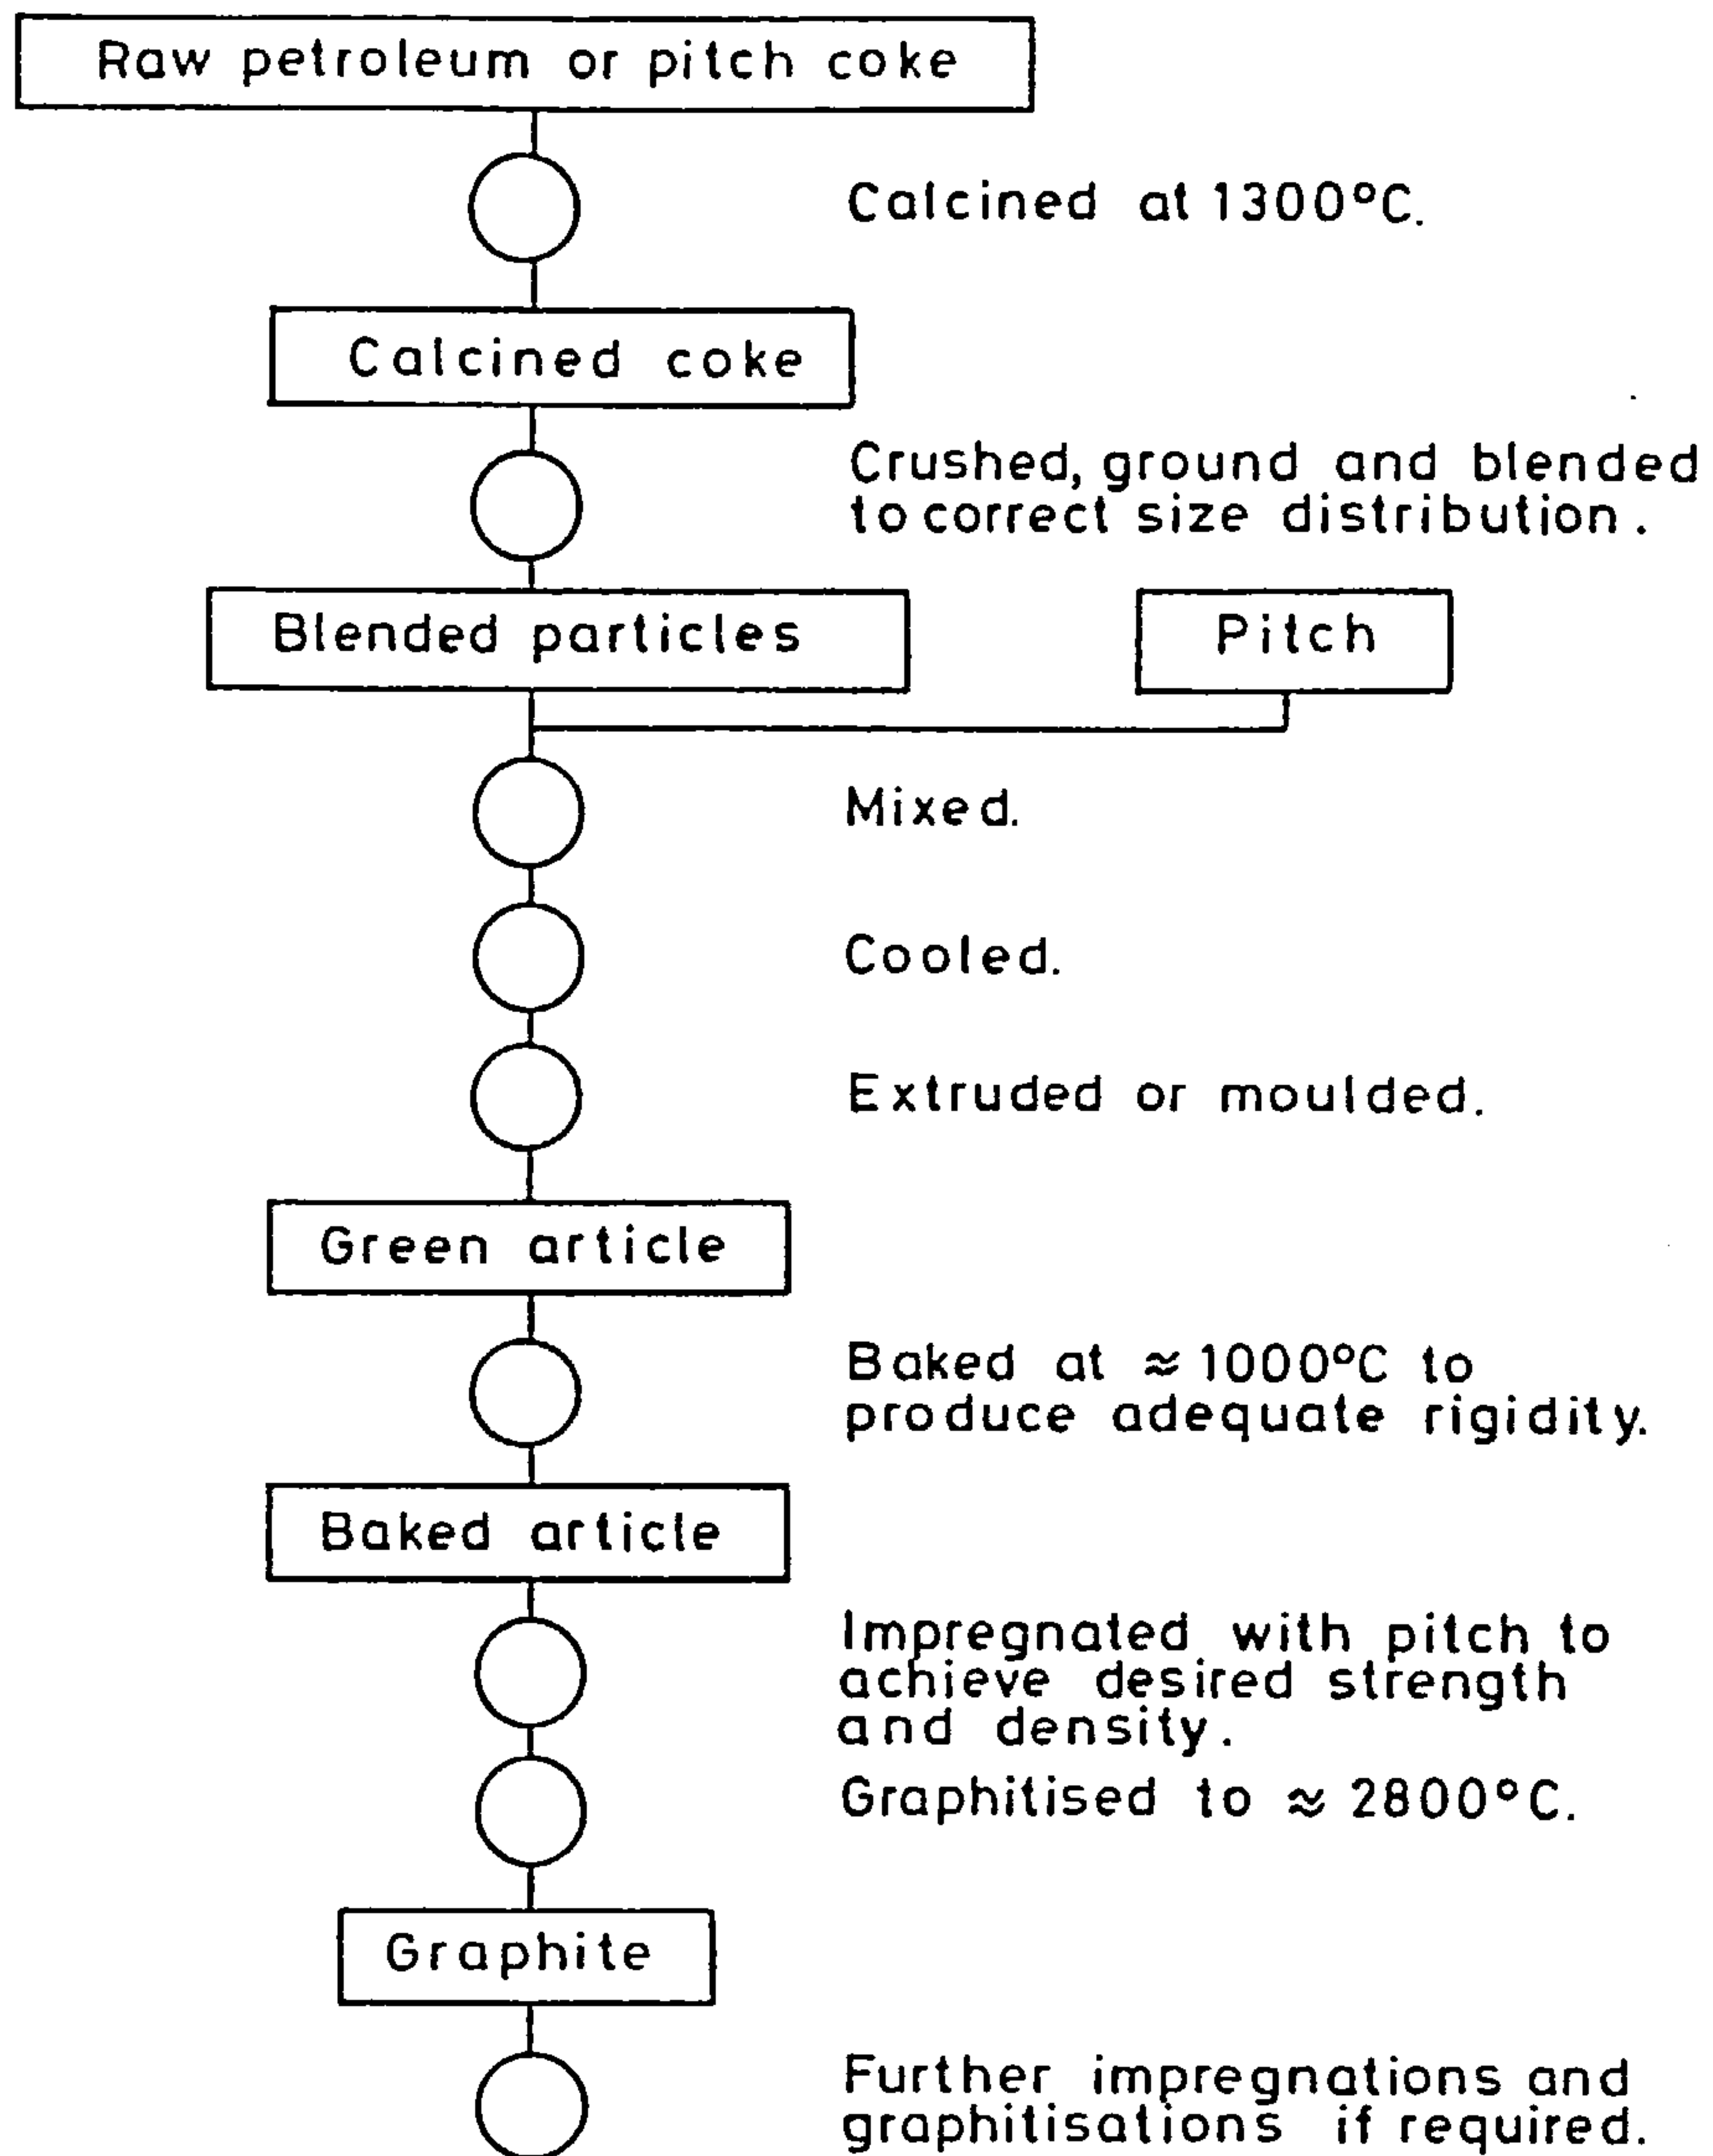 Raw petroleum or pitch coke
Calcined at 1300°C.
Calcined coke
Crushed, ground and blended
to correct size distribution.
Blended particles
Pitch
Mixed.
Cooled.
Extruded or moulded.
Green article
Baked at ≈ 1000°C to
produce adequate rigidity.
Baked article
Impregnated with pitch to
achieve desired strength
and density.
Graphitised to ≈ 2800°C.
Graphite
Further impregnations and
graphitisations if required.